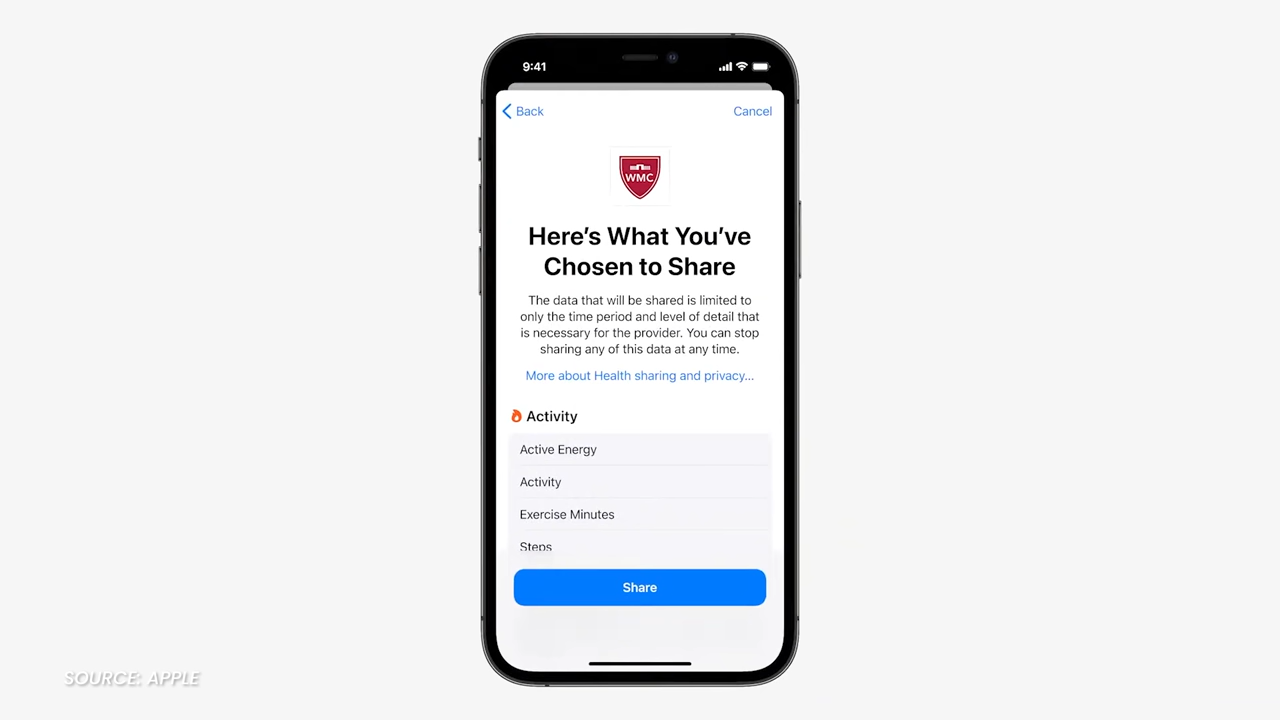 9:41
Back
Cancel
WMC
Here's What You've
Chosen to Share
The data that will be shared is limited to
only the time period and level of detail that
is necessary for the provider. You can stop
sharing any of this data at any time.
More about Health sharing and privacy...
Activity
Active Energy
Activity
Exercise Minutes
Steps
Share
SOURCE: APPLE